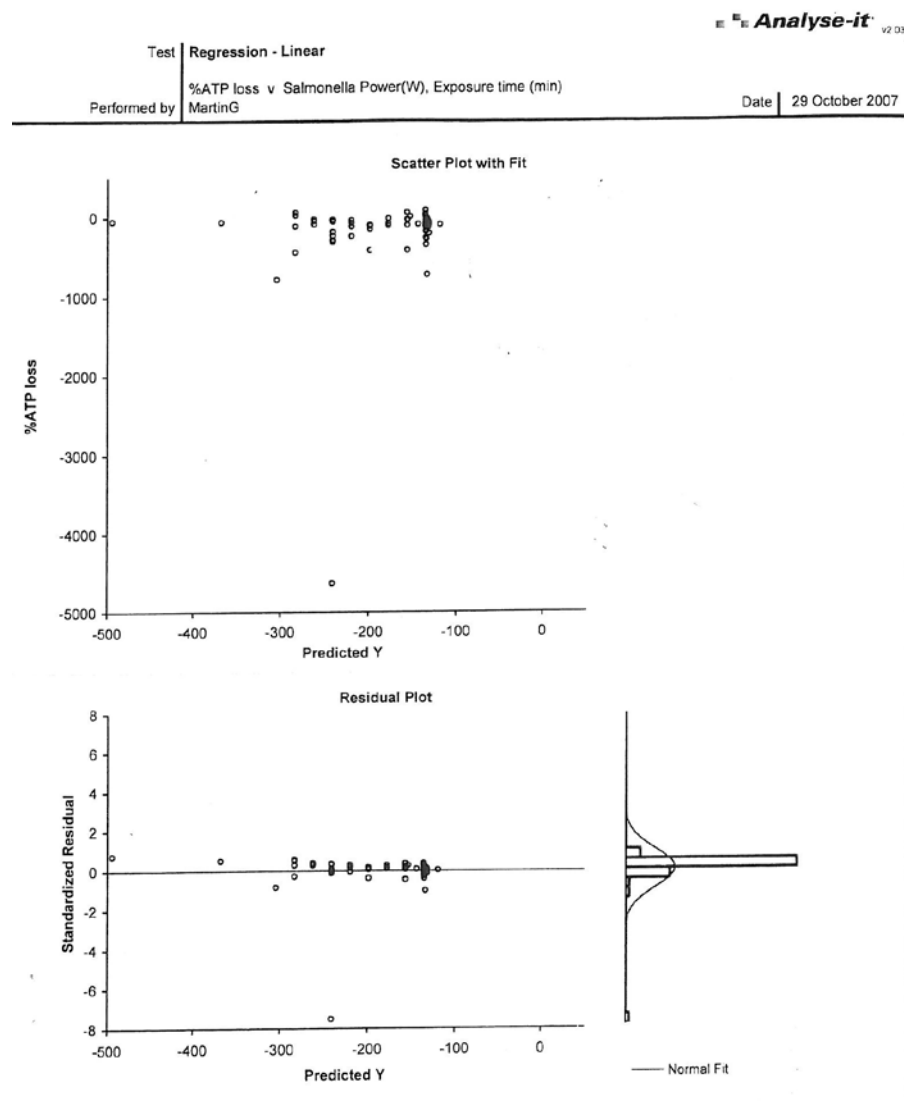 Analyse-it
v2.03
Test Regression - Linear
%ATP loss v Salmonella Power(W), Exposure time (min)
Performed by MartinG
Date 29 October 2007
Scatter Plot with Fit
0
-1000
-2000
-3000
-4000
-5000
%ATP loss
-500 -400 -300 -200 -100 0
Predicted Y
Residual Plot
8
6
4
2
0
-2
-4
-6
-8
Standardized Residual
-500 -400 -300 -200 -100 0
Predicted Y
Normal Fit